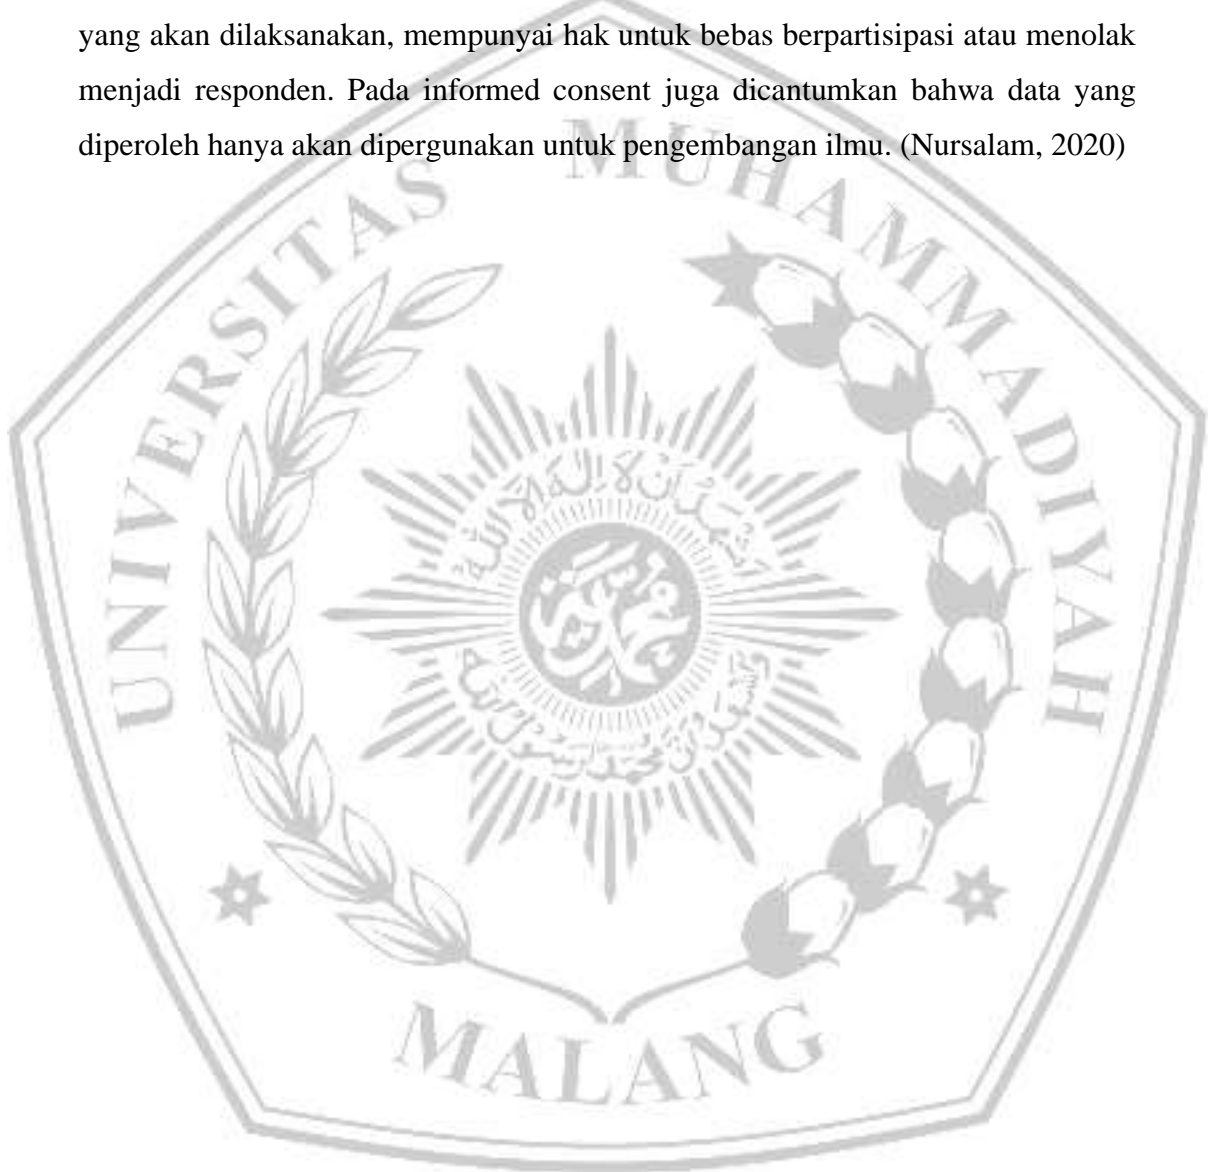 yang akan dilaksanakan, mempunyai hak untuk bebas berpartisipasi atau menolak
menjadi responden. Pada informed consent juga dicantumkan bahwa data yang
diperoleh hanya akan dipergunakan untuk pengembangan ilmu. (Nursalam, 2020)
UNIVERSITAS MUHAMMADIYAH
MALANG